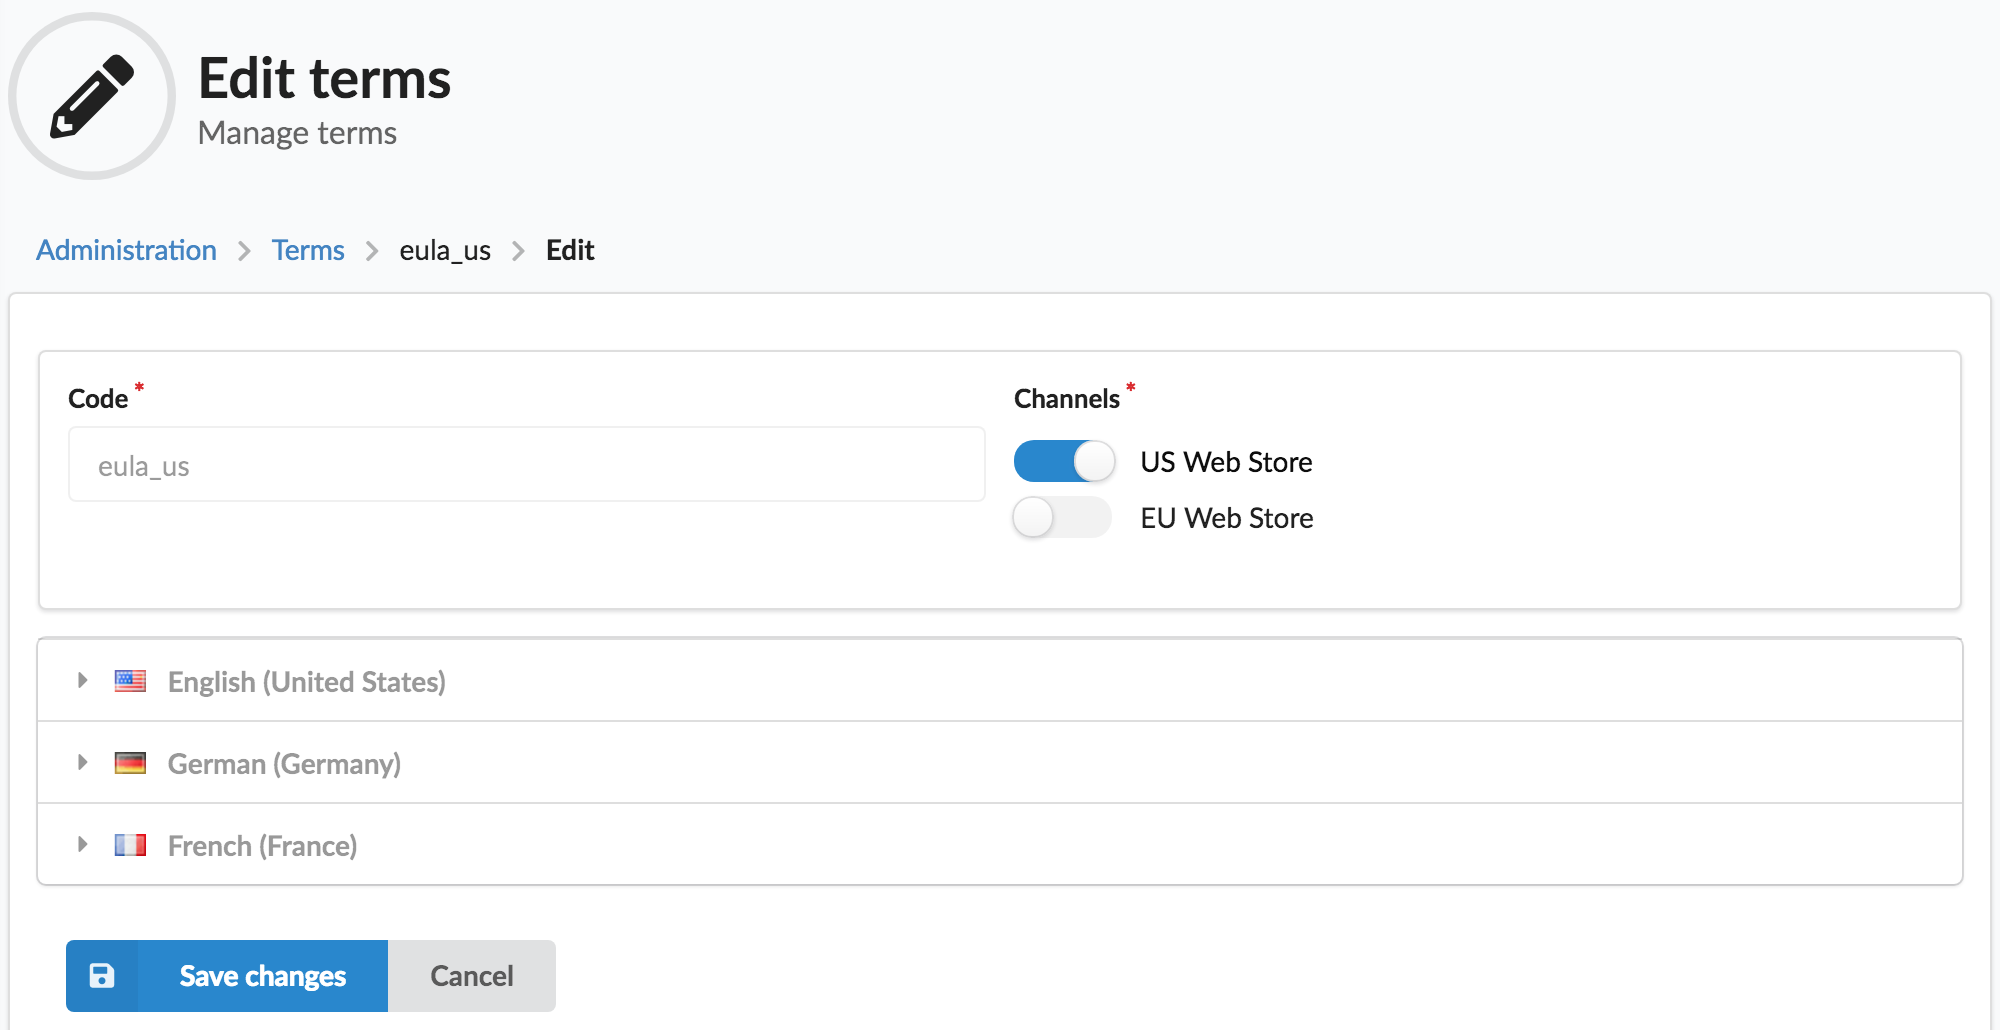 Edit terms
Manage terms
Administration > Terms > eula_us > Edit
Code *
eula_us
Channels *
US Web Store
EU Web Store
English (United States)
German (Germany)
French (France)
Save changes
Cancel